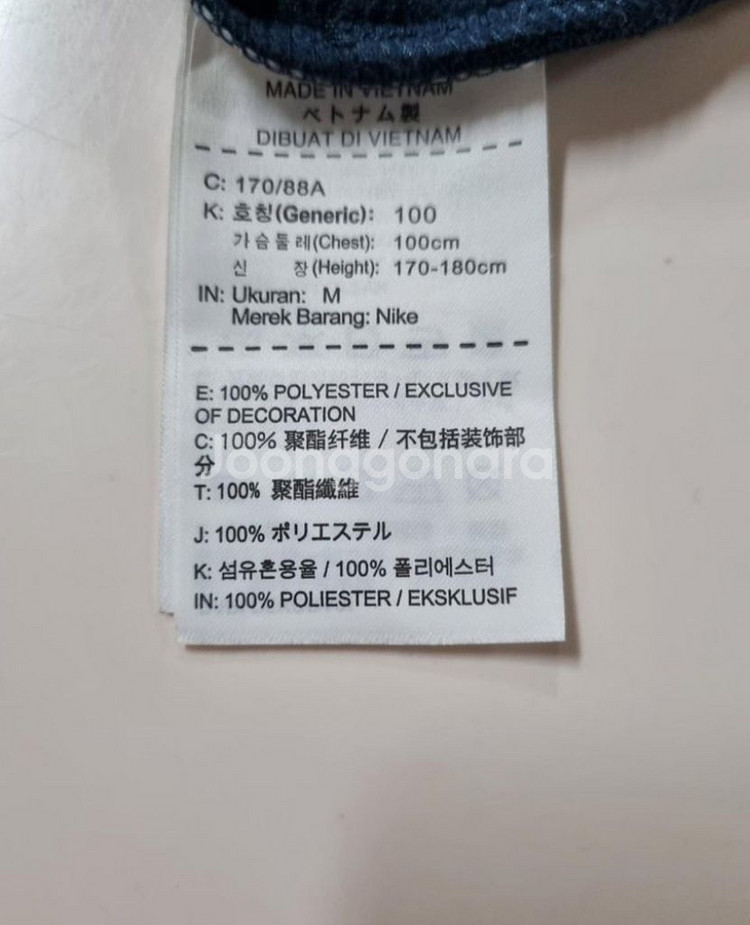 MADE IN VIETNAM
ベトナム製
DIBUAT DI VIETNAM
C: 170/88A
K: 호칭(Generic): 100
가슴둘레(Chest): 100cm
신 장(Height): 170-180cm
IN: Ukuran: M
Merek Barang: Nike
E: 100% POLYESTER / EXCLUSIVE
OF DECORATION
C: 100% 聚酯纤维 / 不包括装饰部
分
Joonggonara
T: 100% 聚酯纖維
J: 100% ポリエステル
K: 섬유혼용율 / 100% 폴리에스터
IN: 100% POLIESTER / EKSKLUSIF